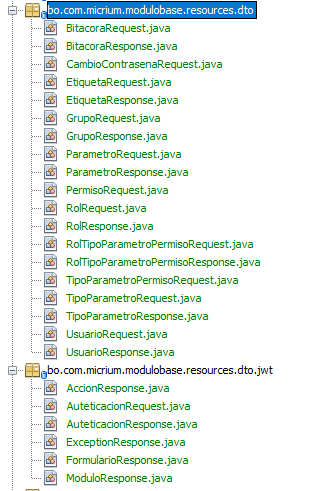 bo.com.micrium.modulobase.resources.dto
BitacoraRequest.java
BitacoraResponse.java
CambioContrasenaRequest.java
EtiquetaRequest.java
EtiquetaResponse.java
GrupoRequest.java
GrupoResponse.java
ParametroRequest.java
ParametroResponse.java
PermisoRequest.java
RolRequest.java
RolResponse.java
RolTipoParametroPermisoRequest.java
RolTipoParametroPermisoResponse.java
TipoParametroPermisoRequest.java
TipoParametroRequest.java
TipoParametroResponse.java
UsuarioRequest.java
UsuarioResponse.java
bo.com.micrium.modulobase.resources.dto.jwt
AccionResponse.java
AuteticacionRequest.java
AuteticacionResponse.java
ExceptionResponse.java
FormularioResponse.java
ModuloResponse.java